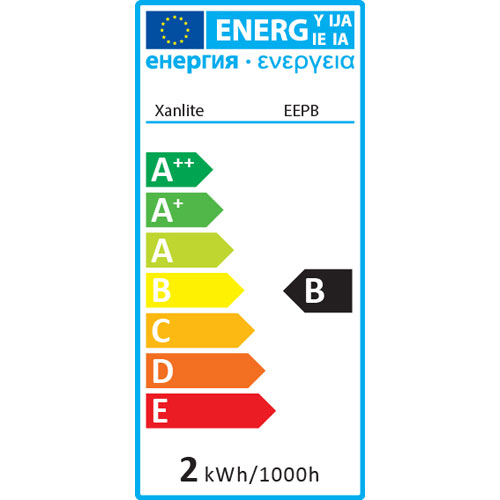 ENERG Y IJA
IE IA
енергия · ενεργεια
Xanlite EEPB
A++
A+
A
B
B
C
D
E
2 kWh/1000h